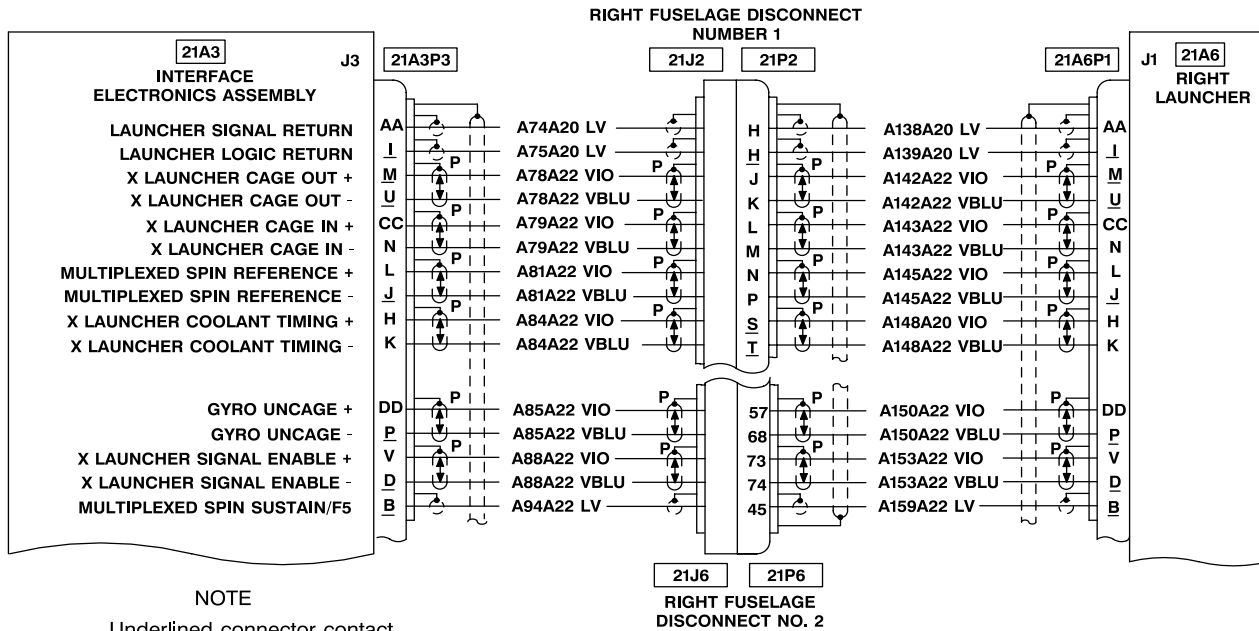 RIGHT FUSELAGE DISCONNECT
NUMBER 1
21A3 J3 21A3P3 21J2 21P2 21A6P1 J1 21A6
INTERFACE
ELECTRONICS ASSEMBLY
RIGHT
LAUNCHER
LAUNCHER SIGNAL RETURN AA A74A20 LV H A138A20 LV AA
LAUNCHER LOGIC RETURN I A75A20 LV H A139A20 LV I
P P P P
X LAUNCHER CAGE OUT + M A78A22 VIO J A142A22 VIO M
X LAUNCHER CAGE OUT - U A78A22 VBLU K A142A22 VBLU U
P P P P
X LAUNCHER CAGE IN + CC A79A22 VIO L A143A22 VIO CC
X LAUNCHER CAGE IN - N A79A22 VBLU M A143A22 VBLU N
P P P P
MULTIPLEXED SPIN REFERENCE + L A81A22 VIO N A145A22 VIO L
MULTIPLEXED SPIN REFERENCE - J A81A22 VBLU P A145A22 VBLU J
P P P P
X LAUNCHER COOLANT TIMING + H A84A22 VIO S A148A20 VIO H
X LAUNCHER COOLANT TIMING - K A84A22 VBLU T A148A22 VBLU K
P P P P
GYRO UNCAGE + DD A85A22 VIO 57 A150A22 VIO DD
GYRO UNCAGE - P A85A22 VBLU 68 A150A22 VBLU P
P P P P
X LAUNCHER SIGNAL ENABLE + V A88A22 VIO 73 A153A22 VIO V
X LAUNCHER SIGNAL ENABLE - D A88A22 VBLU 74 A153A22 VBLU D
MULTIPLEXED SPIN SUSTAIN/F5 B A94A22 LV 45 A159A22 LV B
21J6 21P6
RIGHT FUSELAGE
DISCONNECT NO. 2
NOTE
Underlined connector contact